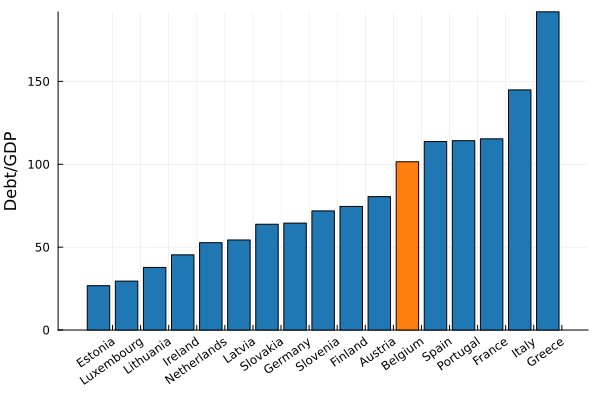 Debt/GDP
150
100
50
0
Estonia
Luxembourg
Lithuania
Ireland
Netherlands
Latvia
Slovakia
Germany
Slovenia
Finland
Austria
Belgium
Spain
Portugal
France
Italy
Greece